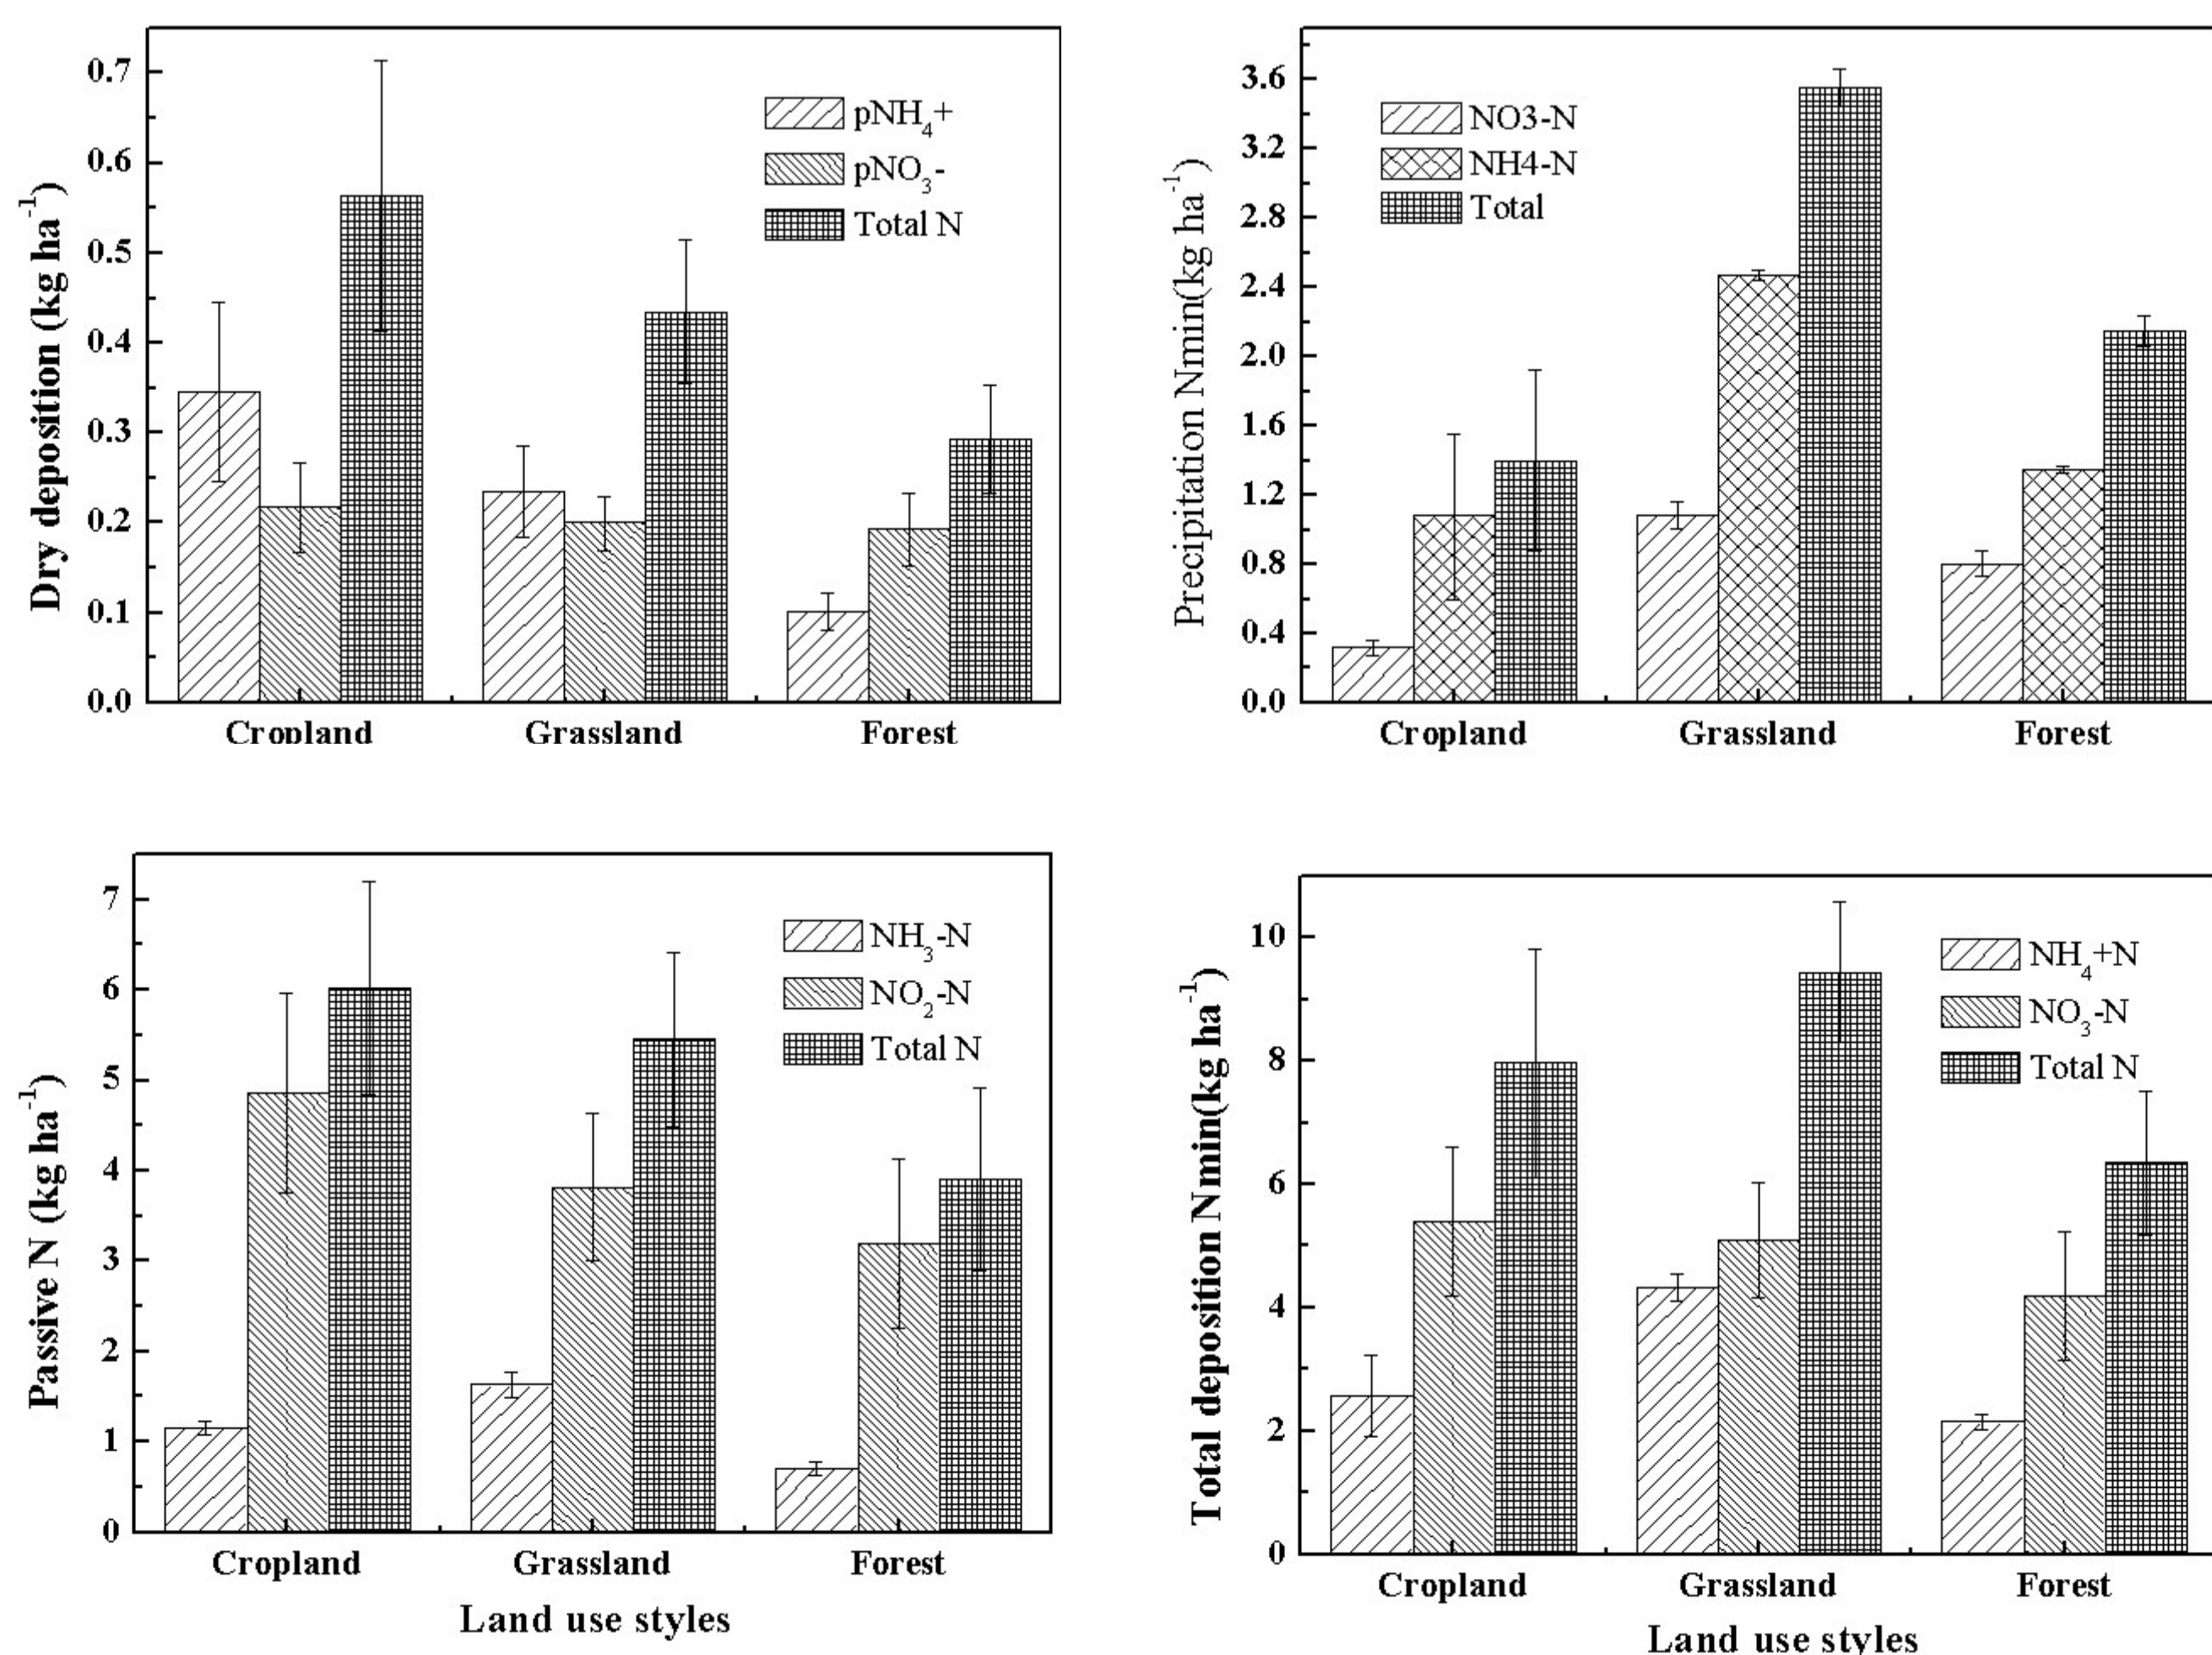 Dry deposition (kg ha-1)
0.7
0.6
0.5
0.4
0.3
0.2
0.1
0.0
pNH4+
pNO3-
Total N
Cropland
Grassland
Forest
Precipitation Nmin(kg ha-1)
3.6
3.2
2.8
2.4
2.0
1.6
1.2
0.8
0.4
0.0
NO3-N
NH4-N
Total
Cropland
Grassland
Forest
Passive N (kg ha-1)
7
6
5
4
3
2
1
0
NH3-N
NO2-N
Total N
Cropland
Grassland
Forest
Land use styles
Total deposition Nmin(kg ha-1)
10
8
6
4
2
0
NH4+N
NO3-N
Total N
Cropland
Grassland
Forest
Land use styles